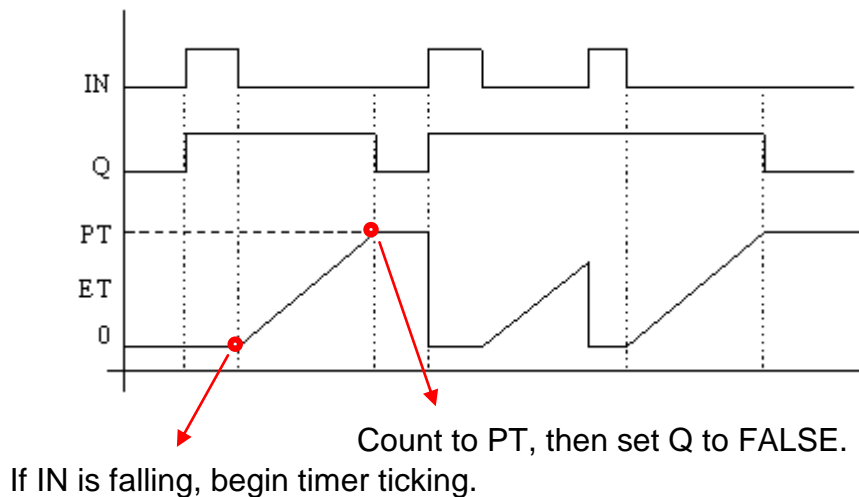 IN
Q
PT
ET
0
Count to PT, then set Q to FALSE.
If IN is falling, begin timer ticking.